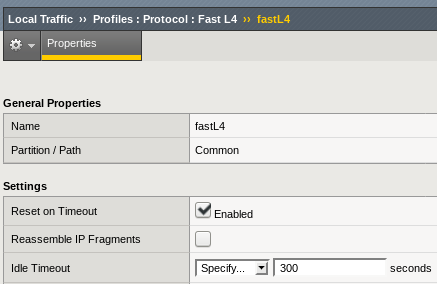 Local Traffic ›› Profiles : Protocol : Fast L4 ›› fastL4
Properties
General Properties
Name fastL4
Partition / Path Common
Settings
Reset on Timeout Enabled
Reassemble IP Fragments
Idle Timeout Specify... 300 seconds